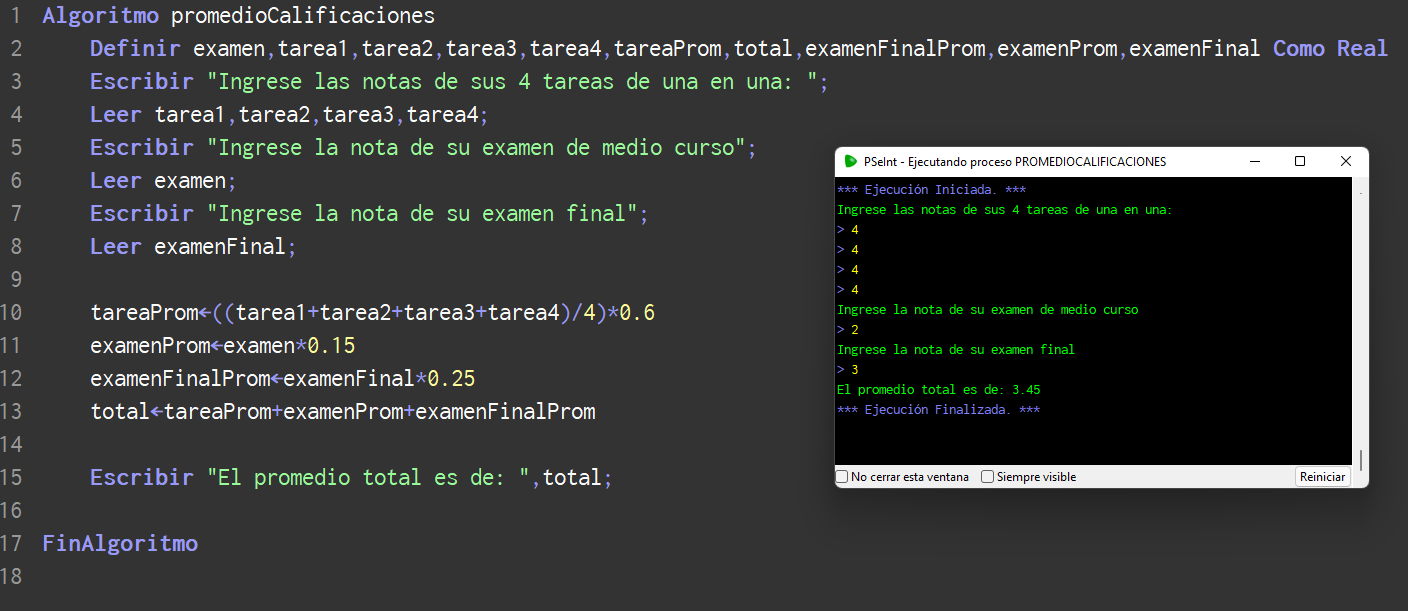 1 Algoritmo promedioCalificaciones
2 Definir examen,tarea1,tarea2,tarea3,tarea4,tareaProm,total,examenFinalProm,examenProm,examenFinal Como Real
3 Escribir "Ingrese las notas de sus 4 tareas de una en una: ";
4 Leer tarea1,tarea2,tarea3,tarea4;
5 Escribir "Ingrese la nota de su examen de medio curso";
6 Leer examen;
7 Escribir "Ingrese la nota de su examen final";
8 Leer examenFinal;
9
10 tareaProm←((tarea1+tarea2+tarea3+tarea4)/4)*0.6
11 examenProm←examen*0.15
12 examenFinalProm←examenFinal*0.25
13 total←tareaProm+examenProm+examenFinalProm
14
15 Escribir "El promedio total es de: ",total;
16
17 FinAlgoritmo
18
PSeInt - Ejecutando proceso PROMEDIOCALIFICACIONES
*** Ejecución Iniciada. ***
Ingrese las notas de sus 4 tareas de una en una:
> 4
> 4
> 4
> 4
Ingrese la nota de su examen de medio curso
> 2
Ingrese la nota de su examen final
> 3
El promedio total es de: 3.45
*** Ejecución Finalizada. ***
No cerrar esta ventana Siempre visible Reiniciar